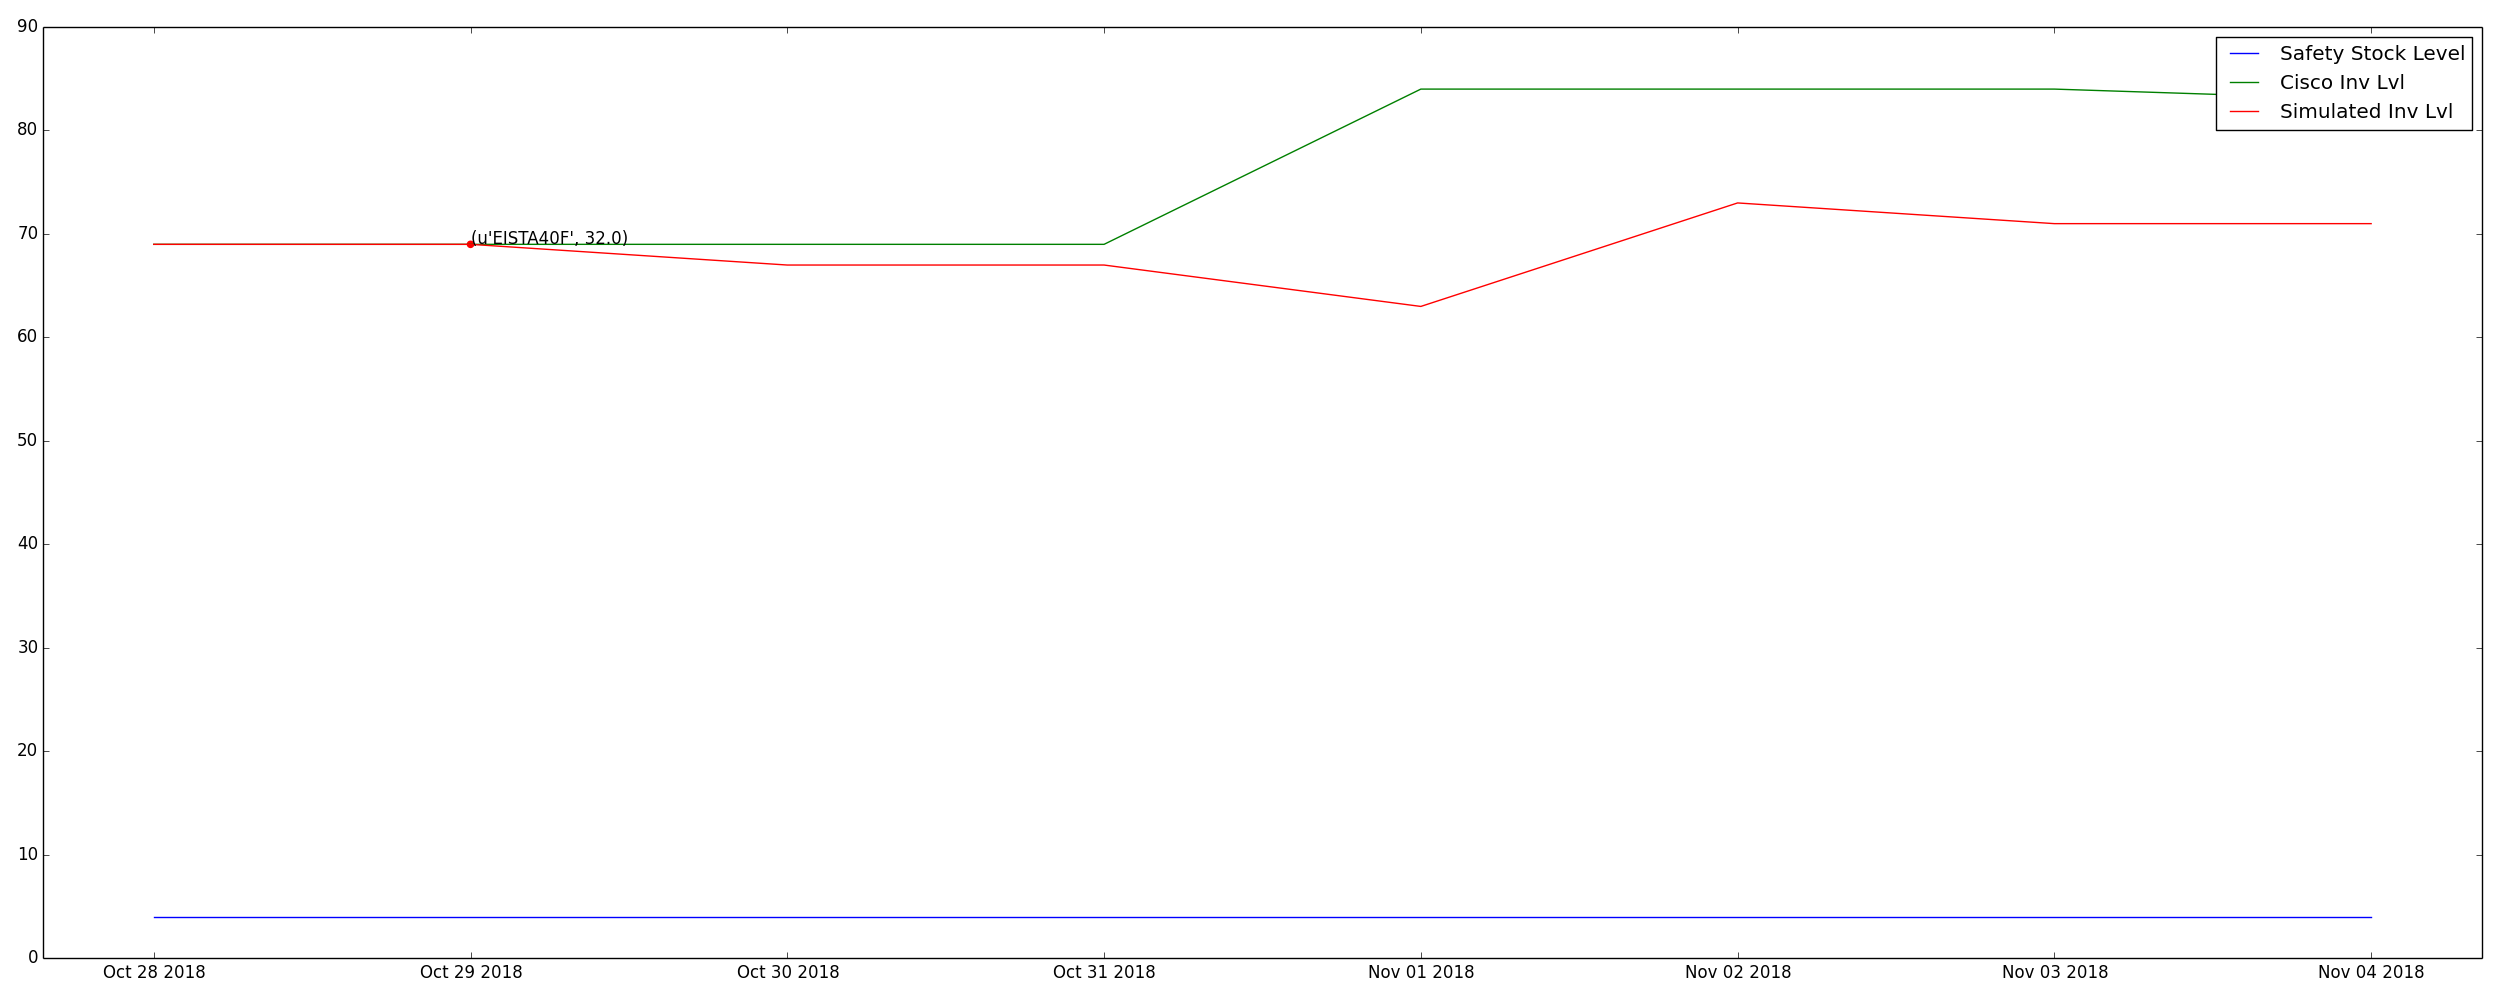 90
80
70
60
50
40
30
20
10
0
Safety Stock Level
Cisco Inv Lvl
Simulated Inv Lvl
(u'EISTA40F', 32.0)
Oct 28 2018
Oct 29 2018
Oct 30 2018
Oct 31 2018
Nov 01 2018
Nov 02 2018
Nov 03 2018
Nov 04 2018